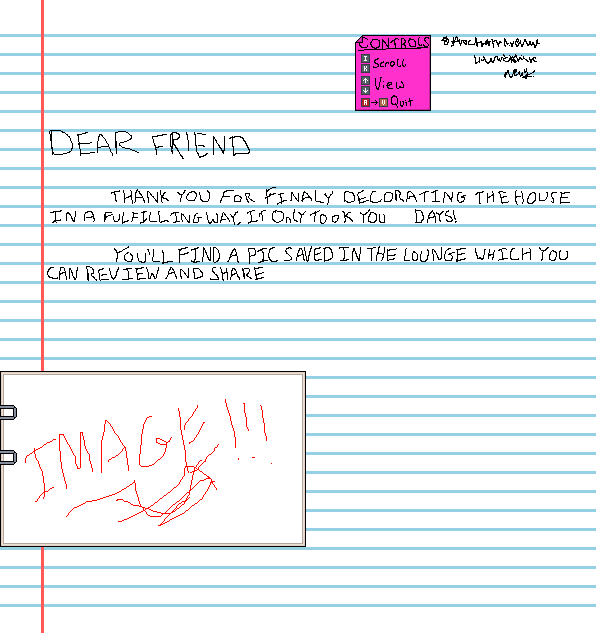 CONTROLS
I
K Scroll
↑
↓ View
R → U Quit
DEAR FRIEND
THANK YOU FOR FINALY DECORATING THE HOUSE
IN A FULFILLING WAY, IT ONLY TOOK YOU DAYS!
YOU'LL FIND A PIC SAVED IN THE LOUNGE WHICH YOU
CAN REVIEW AND SHARE
IMAGE!!!